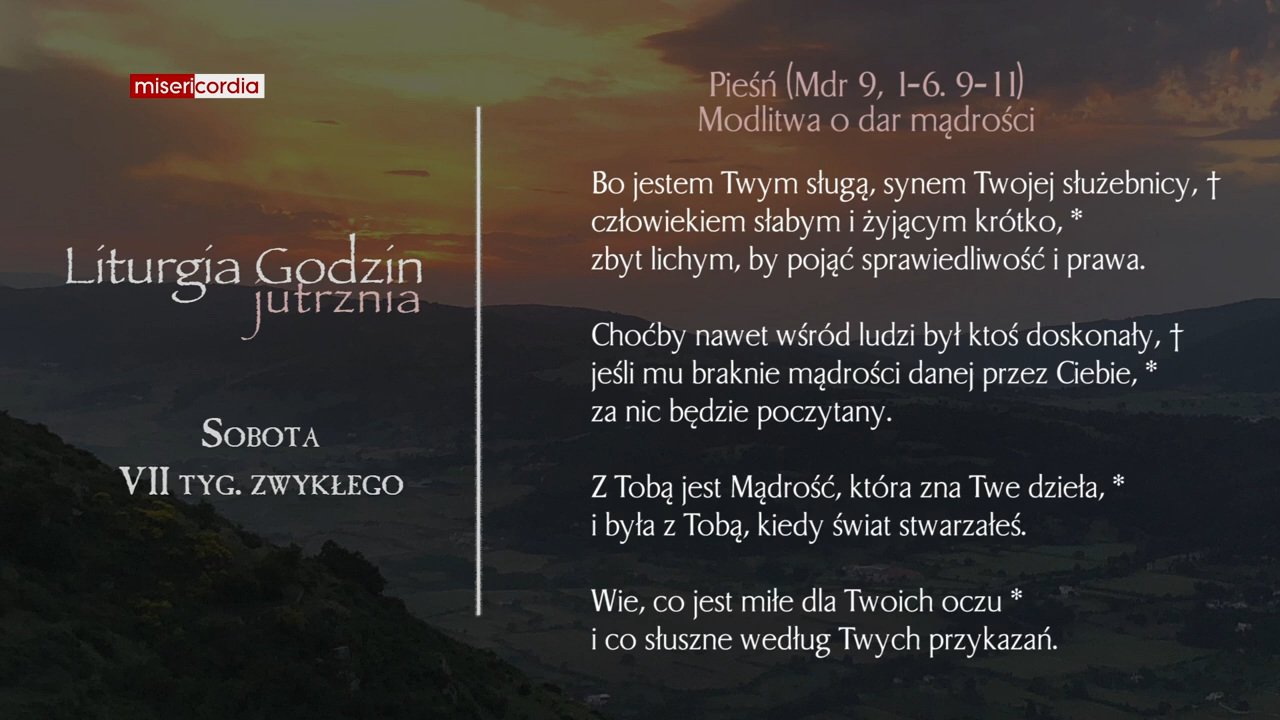 misericordia
Liturgia Godzin
jutrznia
Sobota
VII tyg. zwykłego
Pieśń (Mdr 9, 1-6. 9-11)
Modlitwa o dar mądrości
Bo jestem Twym sługą, synem Twojej służebnicy, †
człowiekiem słabym i żyjącym krótko, *
zbyt lichym, by pojąć sprawiedliwość i prawa.
Choćby nawet wśród ludzi był ktoś doskonały, †
jeśli mu braknie mądrości danej przez Ciebie, *
za nic będzie poczytany.
Z Tobą jest Mądrość, która zna Twe dzieła, *
i była z Tobą, kiedy świat stwarzałeś.
Wie, co jest miłe dla Twoich oczu *
i co słuszne według Twych przykazań.